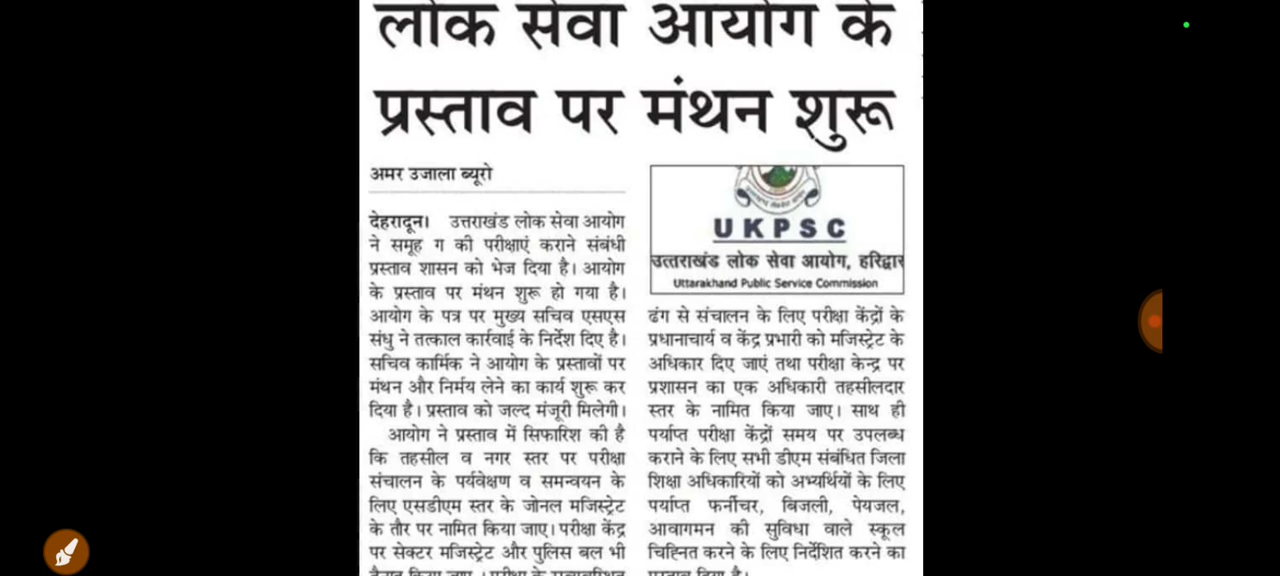 लोक सेवा आयोग के
प्रस्ताव पर मंथन शुरू
अमर उजाला ब्यूरो
देहरादून। उत्तराखंड लोक सेवा आयोग
ने समूह ग की परीक्षाएं कराने संबंधी
प्रस्ताव शासन को भेज दिया है। आयोग
के प्रस्ताव पर मंथन शुरू हो गया है।
आयोग के पत्र पर मुख्य सचिव एसएस
संधु ने तत्काल कार्रवाई के निर्देश दिए है।
सचिव कार्मिक ने आयोग के प्रस्तावों पर
मंथन और निर्मय लेने का कार्य शुरू कर
दिया है। प्रस्ताव को जल्द मंजूरी मिलेगी।
आयोग ने प्रस्ताव में सिफारिश की है
कि तहसील व नगर स्तर पर परीक्षा
संचालन के पर्यवेक्षण व समन्वयन के
लिए एसडीएम स्तर के जोनल मजिस्ट्रेट
के तौर पर नामित किया जाए। परीक्षा केंद्र
पर सेक्टर मजिस्ट्रेट और पुलिस बल भी
UKPSC
उत्तराखंड लोक सेवा आयोग, हरिद्वार
Uttarakhand Public Service Commission
ढंग से संचालन के लिए परीक्षा केंद्रों के
प्रधानाचार्य व केंद्र प्रभारी को मजिस्ट्रेट के
अधिकार दिए जाएं तथा परीक्षा केन्द्र पर
प्रशासन का एक अधिकारी तहसीलदार
स्तर के नामित किया जाए। साथ ही
पर्याप्त परीक्षा केंद्रों समय पर उपलब्ध
कराने के लिए सभी डीएम संबंधित जिला
शिक्षा अधिकारियों को अभ्यर्थियों के लिए
पर्याप्त फर्नीचर, बिजली, पेयजल,
आवागमन की सुविधा वाले स्कूल
चिह्नित करने के लिए निर्देशित करने का